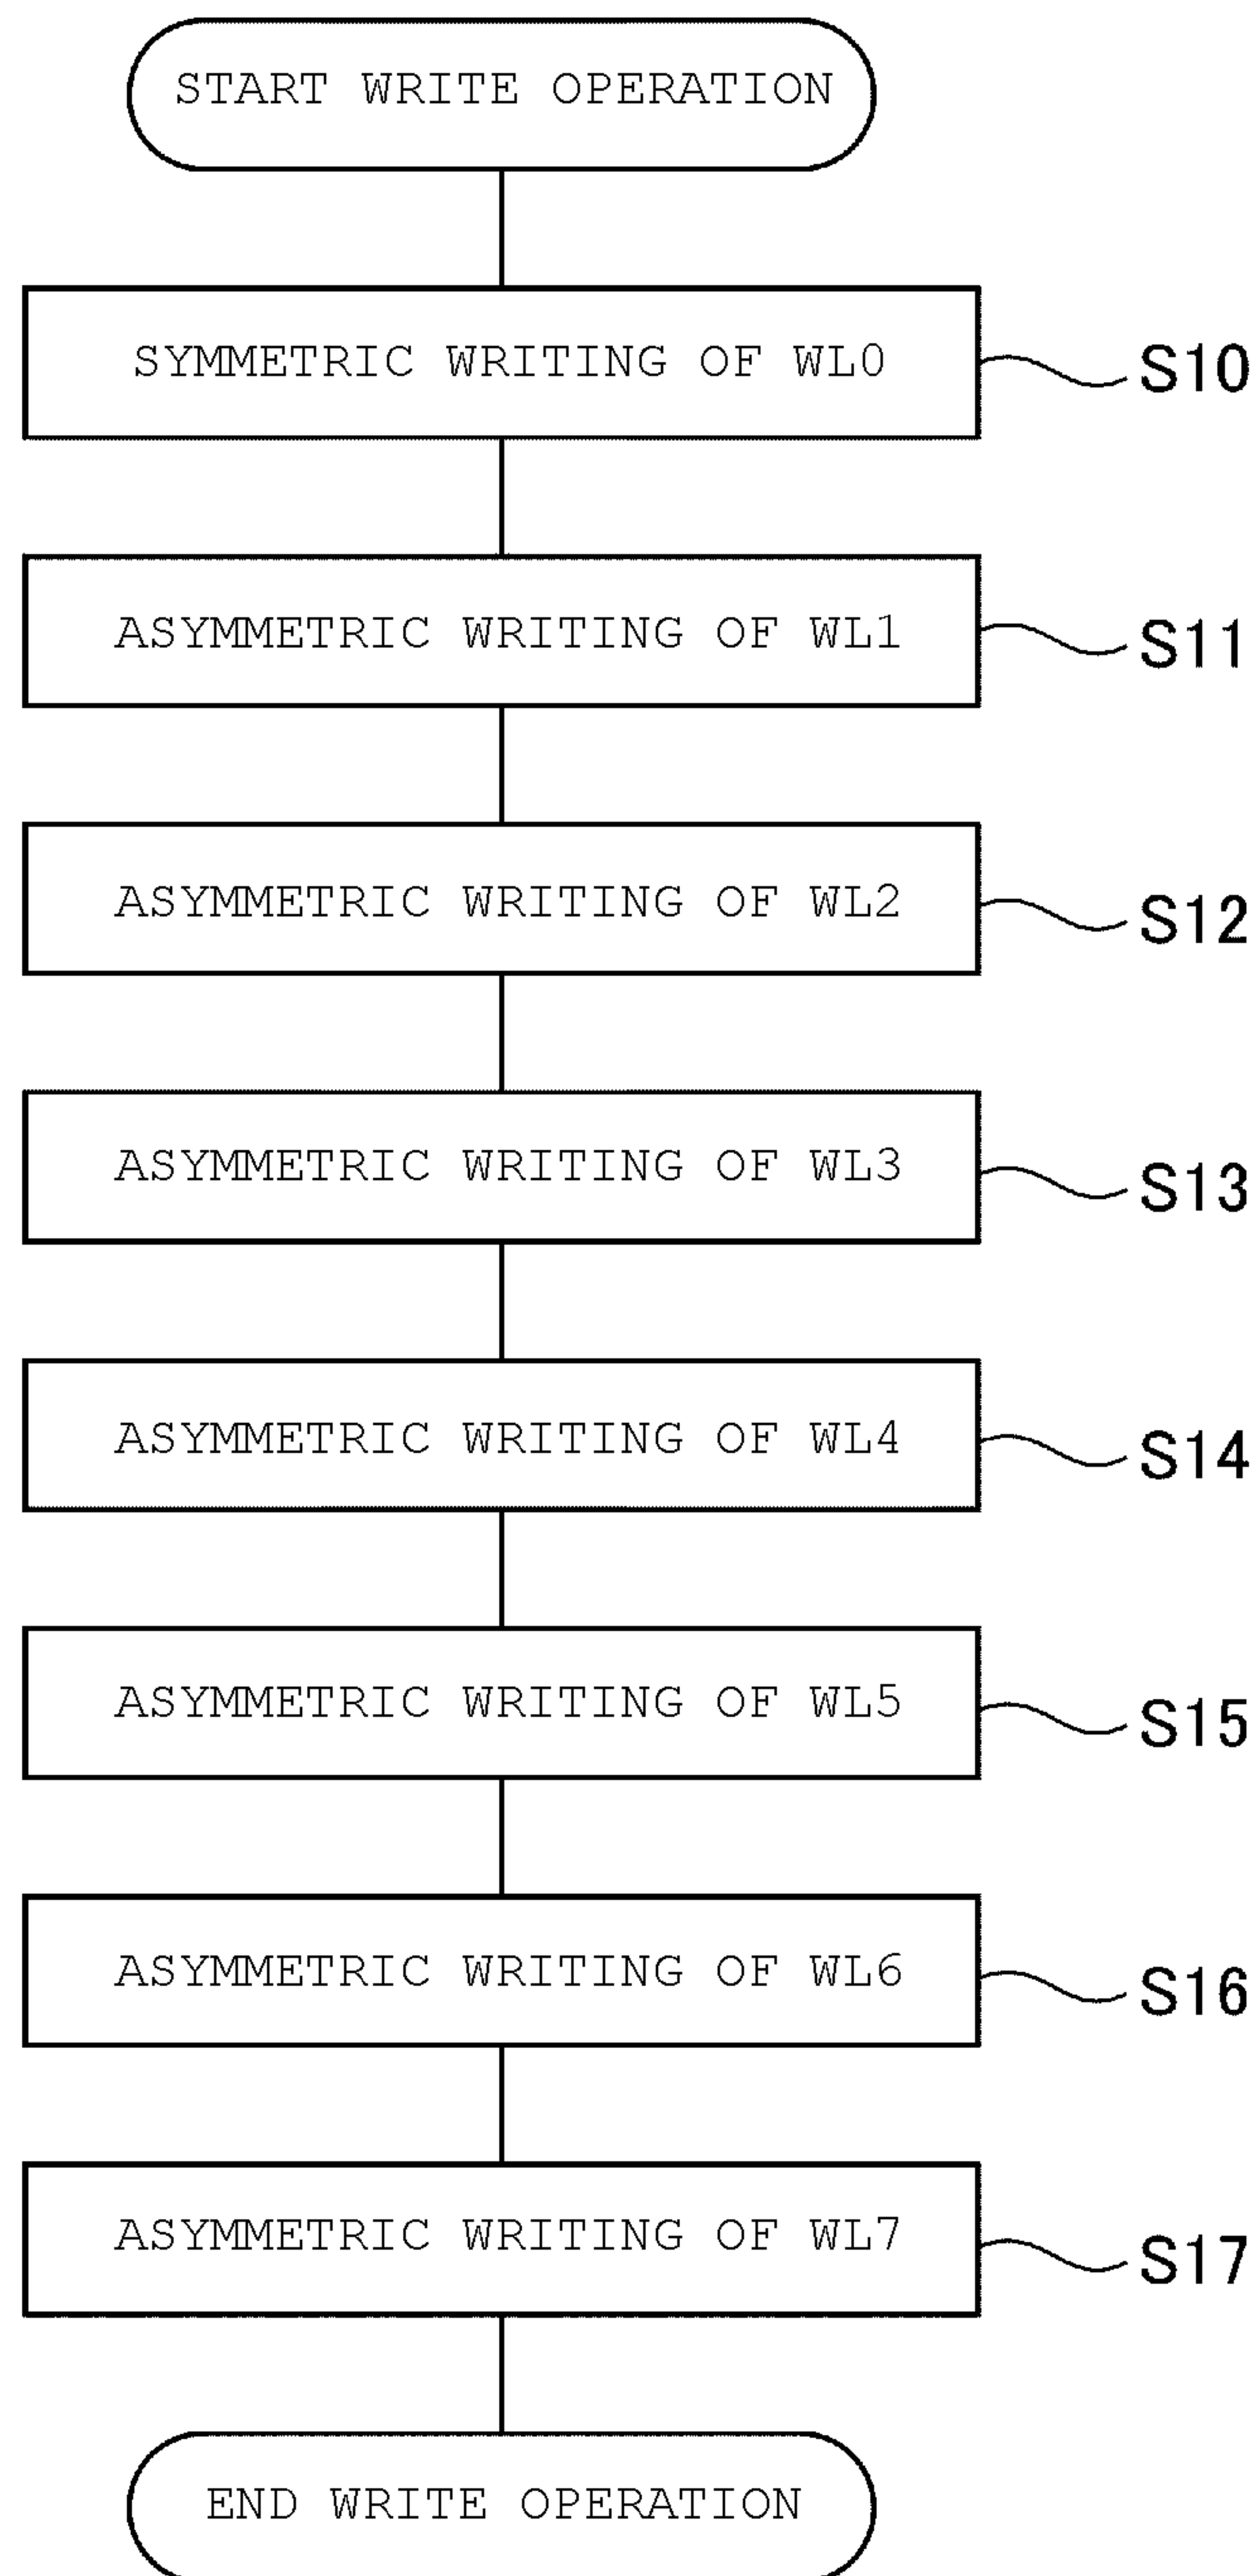 START WRITE OPERATION
SYMMETRIC WRITING OF WL0
S10
ASYMMETRIC WRITING OF WL1
S11
ASYMMETRIC WRITING OF WL2
S12
ASYMMETRIC WRITING OF WL3
S13
ASYMMETRIC WRITING OF WL4
S14
ASYMMETRIC WRITING OF WL5
S15
ASYMMETRIC WRITING OF WL6
S16
ASYMMETRIC WRITING OF WL7
S17
END WRITE OPERATION